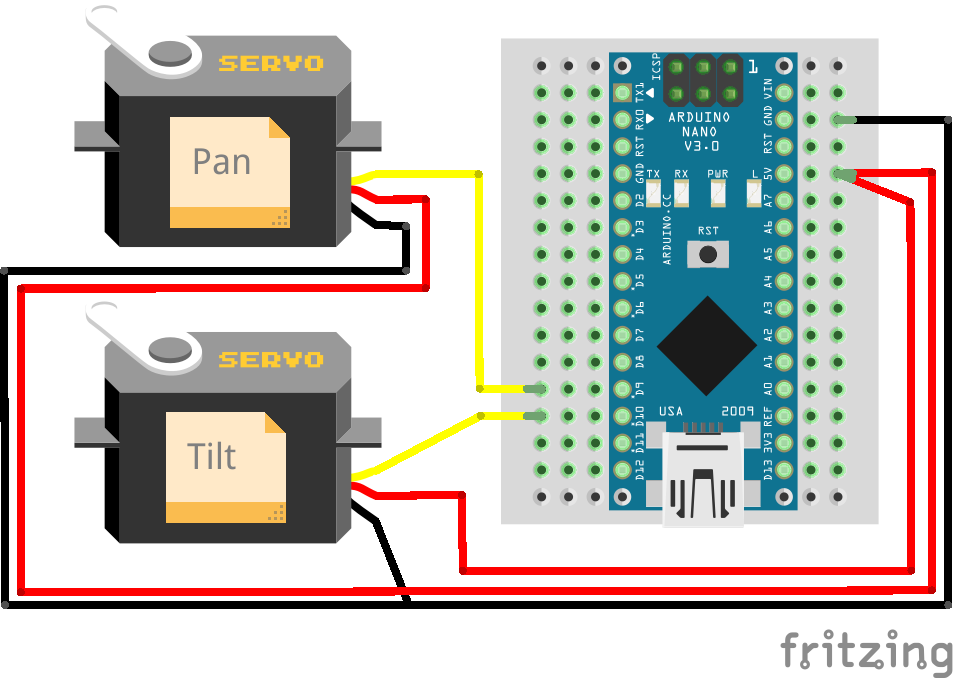 SERVO
Pan
SERVO
Tilt
ICSP
1
TX1
RX0
RST
GND
D2
D3
D4
D5
D6
D7
D8
D9
D10
D11
D12
ARDUINO
NANO
V3.0
TX RX PWR L
ARDUINO.CC
RST
USA 2009
VIN
GND
RST
5V
A7
A6
A5
A4
A3
A2
A1
A0
REF
3V3
D13
fritzing